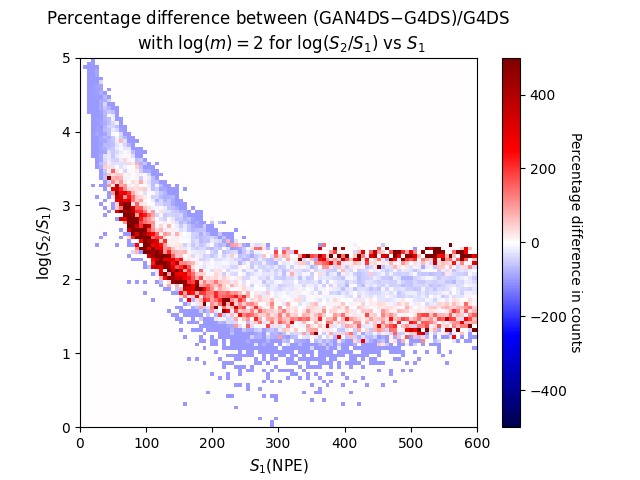 Percentage difference between (GAN4DS−G4DS)/G4DS
with log(m) = 2 for log(S₂/S₁) vs S₁
5
4
3
2
1
0
log(S₂/S₁)
0 100 200 300 400 500 600
S₁(NPE)
400
200
0
−200
−400
Percentage difference in counts